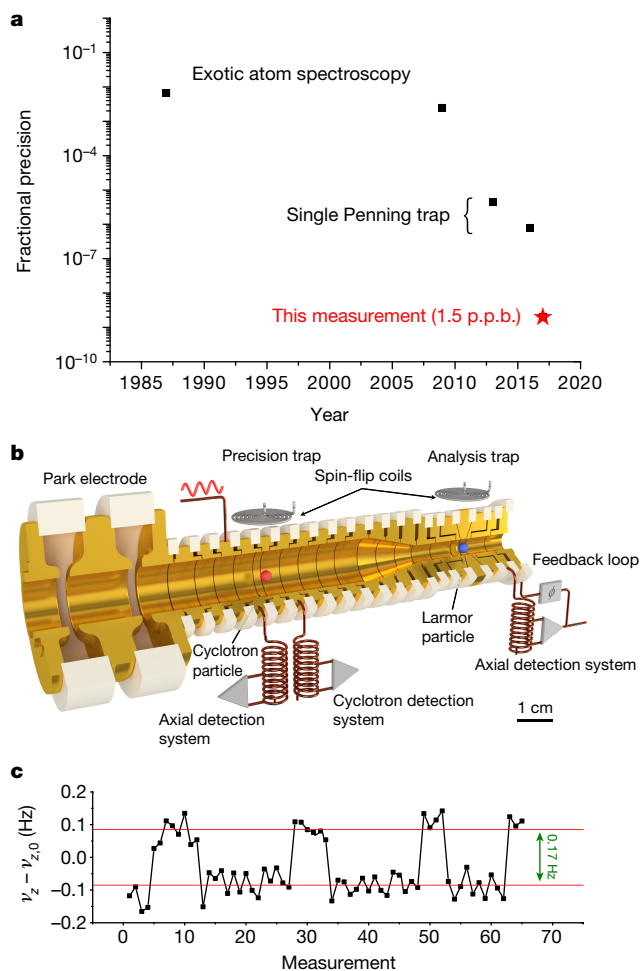 a
Fractional precision
10⁻¹
10⁻⁴
10⁻⁷
10⁻¹⁰
Exotic atom spectroscopy
Single Penning trap {
This measurement (1.5 p.p.b.)
1985 1990 1995 2000 2005 2010 2015 2020
Year
b
Park electrode
Precision trap
Spin-flip coils
Analysis trap
Feedback loop
ϕ
Cyclotron
particle
Larmor
particle
Axial detection
system
Cyclotron detection
system
Axial detection system
1 cm
c
νz − νz,0 (Hz)
0.2
0.1
0.0
−0.1
−0.2
0.17 Hz
0 10 20 30 40 50 60 70
Measurement